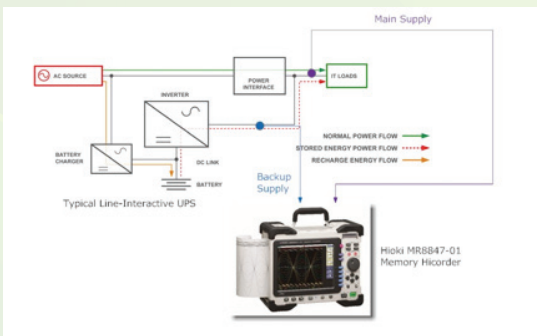 Main Supply
AC SOURCE
POWER
INTERFACE
IT LOADS
INVERTER
NORMAL POWER FLOW
STORED ENERGY POWER FLOW
RECHARGE ENERGY FLOW
BATTERY
CHARGER
DC LINK
BATTERY
Backup
Supply
Typical Line-Interactive UPS
Hioki MR8847-01
Memory Hicorder